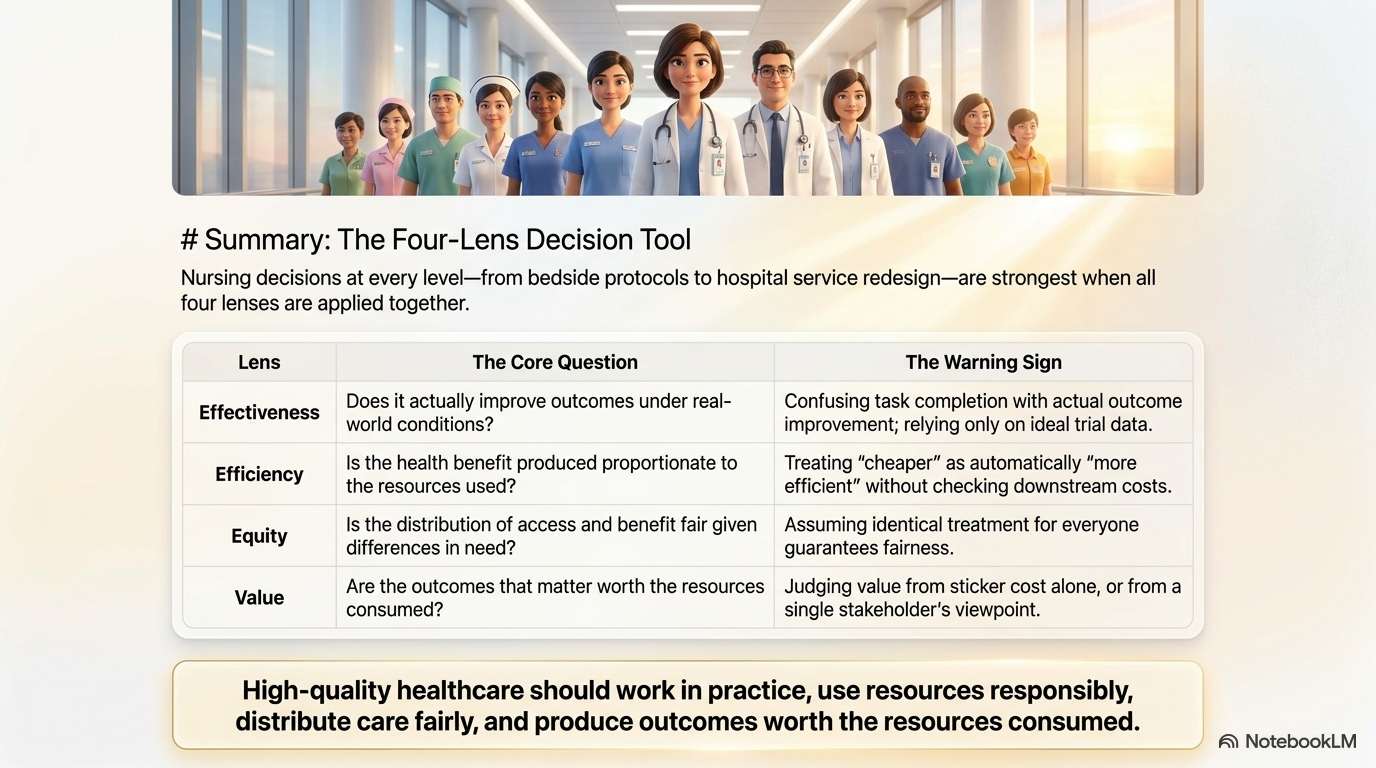 # Summary: The Four-Lens Decision Tool
Nursing decisions at every level—from bedside protocols to hospital service redesign—are strongest when all
four lenses are applied together.
Lens
The Core Question
The Warning Sign
Effectiveness
Does it actually improve outcomes under real-
world conditions?
Confusing task completion with actual outcome
improvement; relying only on ideal trial data.
Efficiency
Is the health benefit produced proportionate to
the resources used?
Treating “cheaper” as automatically “more
efficient” without checking downstream costs.
Equity
Is the distribution of access and benefit fair given
differences in need?
Assuming identical treatment for everyone
guarantees fairness.
Value
Are the outcomes that matter worth the resources
consumed?
Judging value from sticker cost alone, or from a
single stakeholder’s viewpoint.
High-quality healthcare should work in practice, use resources responsibly,
distribute care fairly, and produce outcomes worth the resources consumed.
NotebookLM